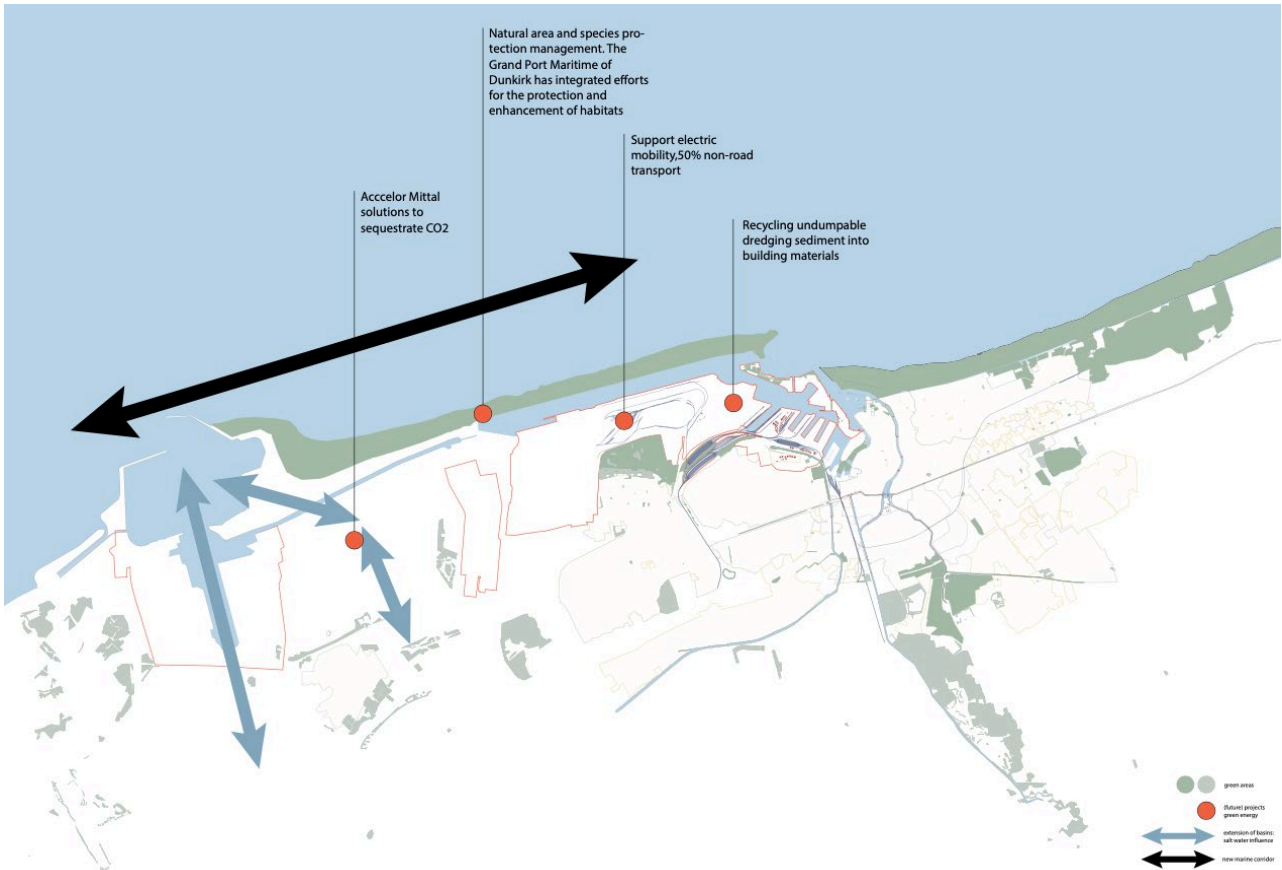 Natural area and species pro-
tection management. The
Grand Port Maritime of
Dunkirk has integrated efforts
for the protection and
enhancement of habitats
Support electric
mobility,50% non-road
transport
Acccelor Mittal
solutions to
sequestrate CO2
Recycling undumpable
dredging sediment into
building materials
green areas
(future) projects
green energy
extension of basins:
salt water influence
new marine corridor